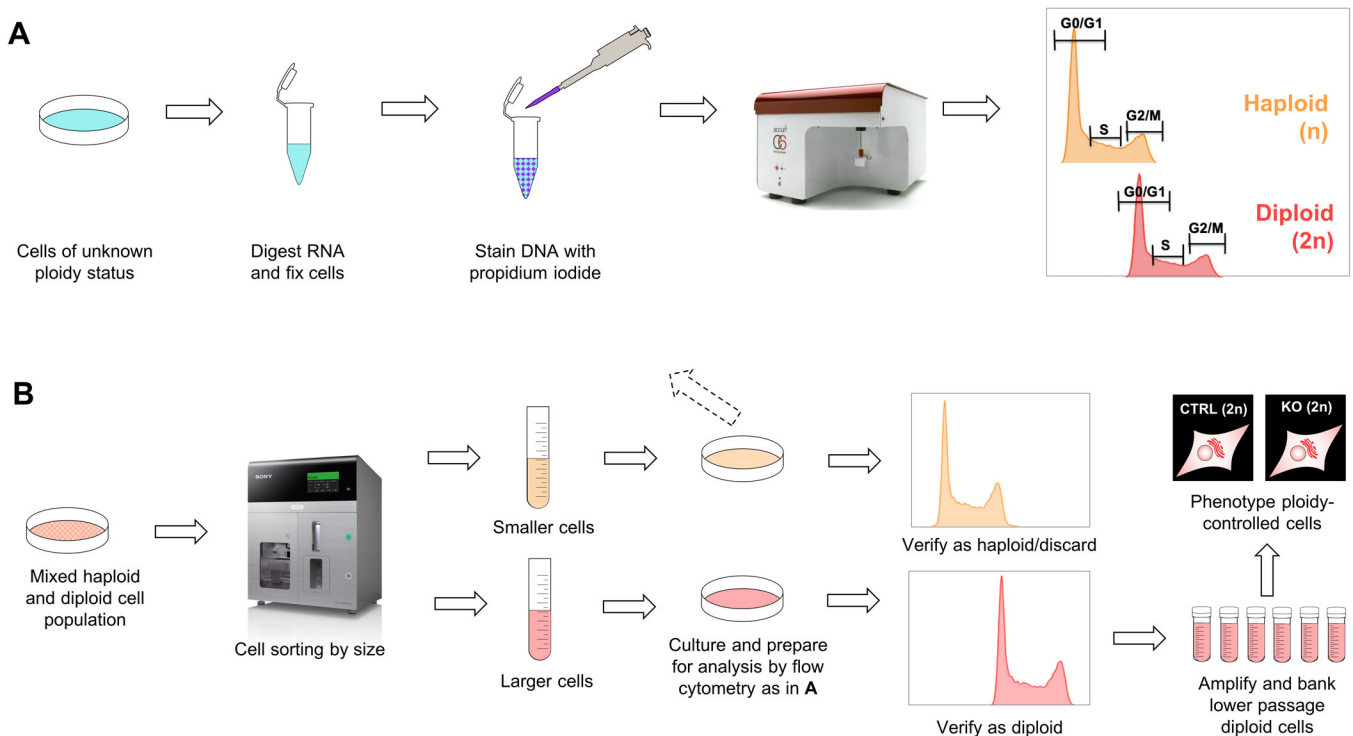 A
Cells of unknown
ploidy status
Digest RNA
and fix cells
Stain DNA with
propidium iodide
accuri
C6
G0/G1
S
G2/M
Haploid
(n)
G0/G1
S
G2/M
Diploid
(2n)
B
Mixed haploid
and diploid cell
population
SONY
Cell sorting by size
Smaller cells
Larger cells
Culture and prepare
for analysis by flow
cytometry as in A
Verify as haploid/discard
Verify as diploid
CTRL (2n)
KO (2n)
Phenotype ploidy-
controlled cells
Amplify and bank
lower passage
diploid cells